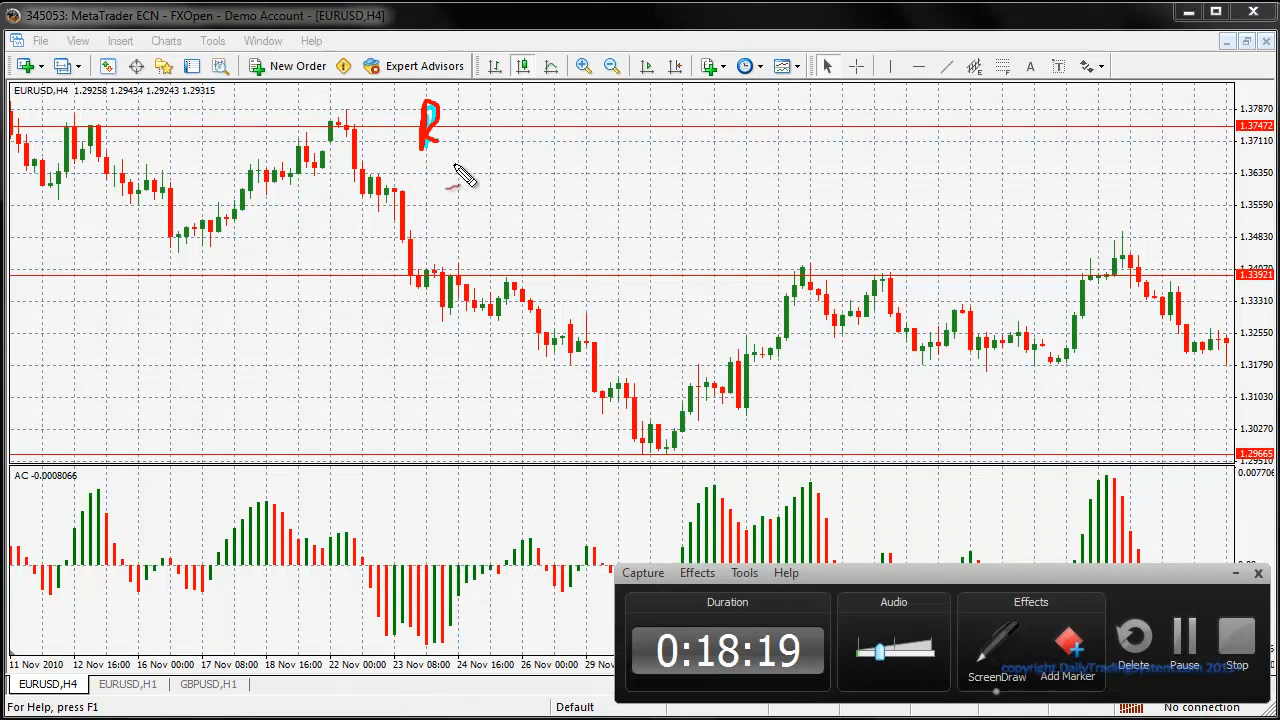 345053: MetaTrader ECN - FXOpen - Demo Account - [EURUSD,H4]
File View Insert Charts Tools Window Help
New Order Expert Advisors A T
EURUSD,H4 1.29258 1.29434 1.29243 1.29315
R
1.37870
1.37472
1.37110
1.36350
1.35590
1.34830
1.33921
1.33310
1.32550
1.31790
1.31030
1.30270
1.29665
AC -0.0008066
0.007706
11 Nov 2010 12 Nov 16:00 16 Nov 00:00 17 Nov 08:00 18 Nov 16:00 22 Nov 00:00 23 Nov 08:00 24 Nov 16:00 26 Nov 00:00 29 Nov
Capture Effects Tools Help
Duration Audio Effects
0:18:19
ScreenDraw Add Marker Delete Pause Stop
EURUSD,H4 EURUSD,H1 GBPUSD,H1
For Help, press F1 Default No connection